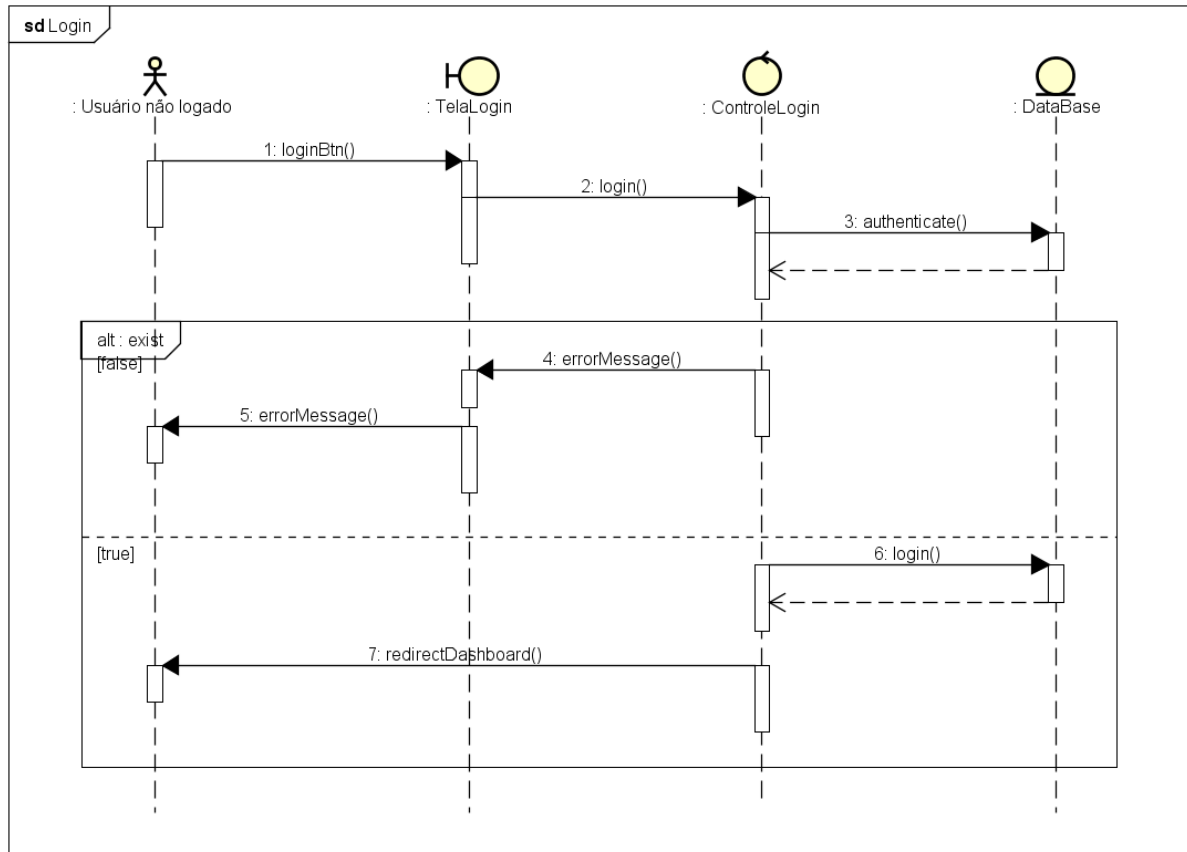 sd Login
: Usuário não logado
: TelaLogin
: ControleLogin
: DataBase
1: loginBtn()
2: login()
3: authenticate()
alt : exist
[false]
4: errorMessage()
5: errorMessage()
[true]
6: login()
7: redirectDashboard()